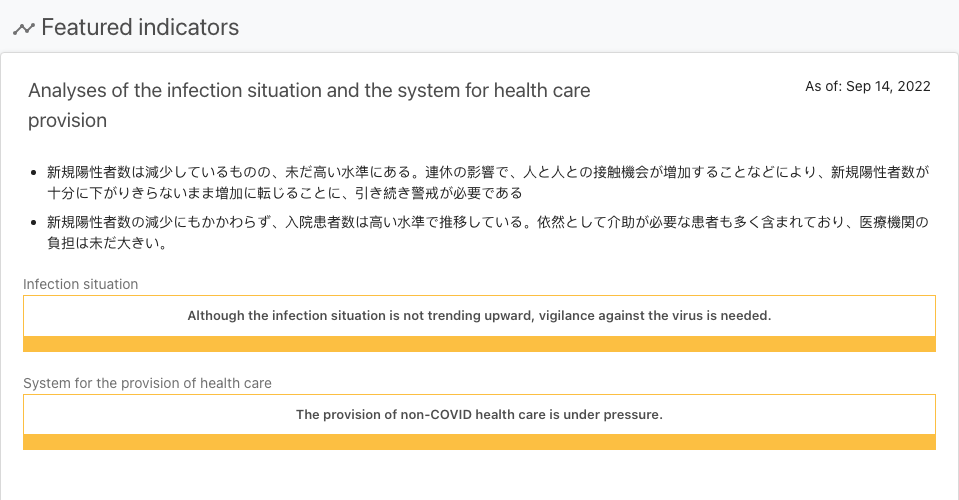 Featured indicators
Analyses of the infection situation and the system for health care
provision
As of: Sep 14, 2022
• 新規陽性者数は減少しているものの、未だ高い水準にある。連休の影響で、人と人との接触機会が増加することなどにより、新規陽性者数が
十分に下がりきらないまま増加に転じることに、引き続き警戒が必要である
• 新規陽性者数の減少にもかかわらず、入院患者数は高い水準で推移している。依然として介助が必要な患者も多く含まれており、医療機関の
負担は未だ大きい。
Infection situation
Although the infection situation is not trending upward, vigilance against the virus is needed.
System for the provision of health care
The provision of non-COVID health care is under pressure.